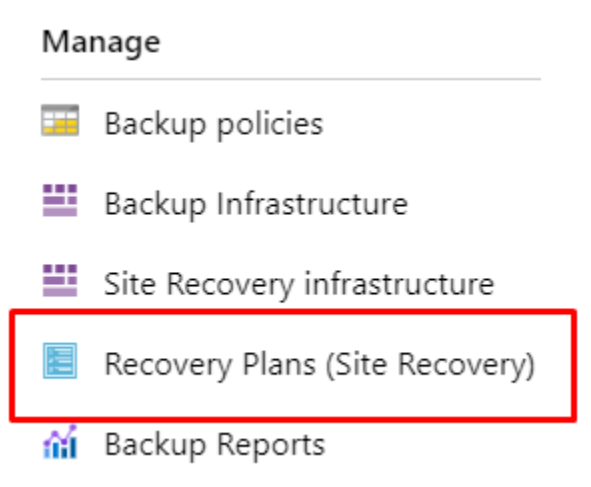 Manage
Backup policies
Backup Infrastructure
Site Recovery infrastructure
Recovery Plans (Site Recovery)
Backup Reports